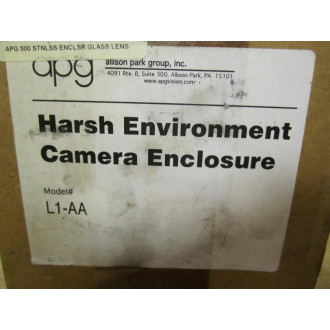 APG 500 STNLSS ENCLSR GLASS LENS
apg
allison park group, inc.
4091 Rte. 8, Suite 300, Allison Park, PA 15101
www.apgvision.com
Harsh Environment
Camera Enclosure
Model#
L1-AA